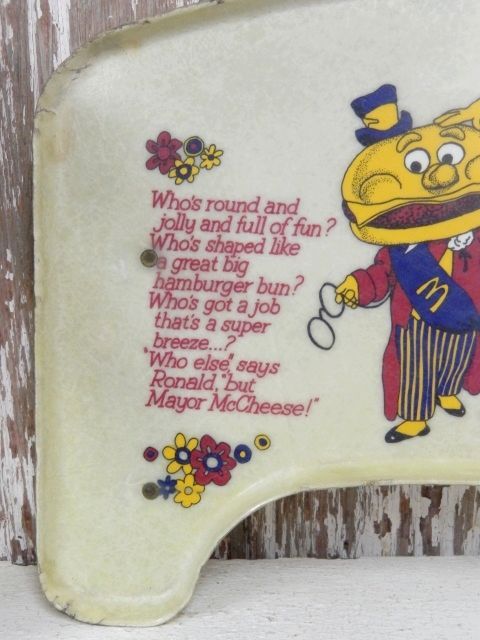 Who's round and
jolly and full of fun?
Who's shaped like
a great big
hamburger bun?
Who's got a job
that's a super
breeze...?
"Who else," says
Ronald, "but
Mayor McCheese!"
M